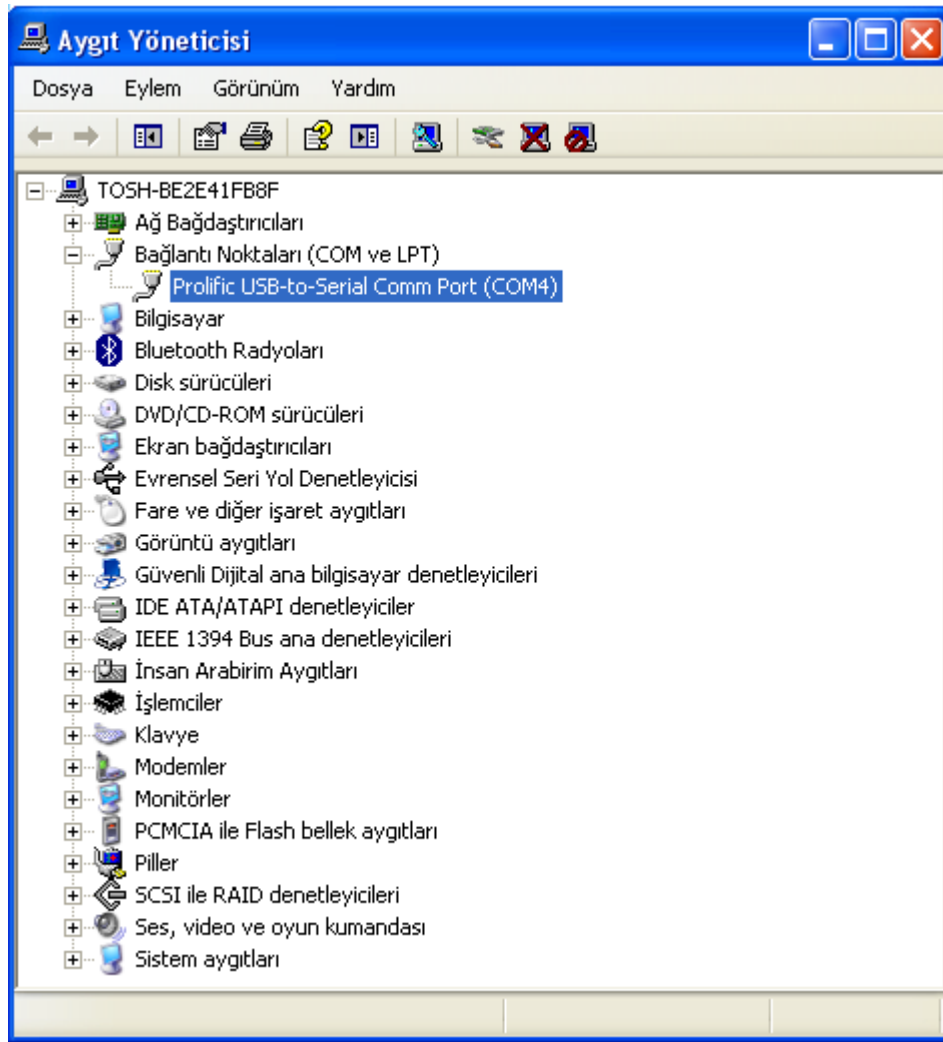 Aygıt Yöneticisi
Dosya Eylem Görünüm Yardım
TOSH-BE2E41FB8F
Ağ Bağdaştırıcıları
Bağlantı Noktaları (COM ve LPT)
Prolific USB-to-Serial Comm Port (COM4)
Bilgisayar
Bluetooth Radyoları
Disk sürücüleri
DVD/CD-ROM sürücüleri
Ekran bağdaştırıcıları
Evrensel Seri Yol Denetleyicisi
Fare ve diğer işaret aygıtları
Görüntü aygıtları
Güvenli Dijital ana bilgisayar denetleyicileri
IDE ATA/ATAPI denetleyiciler
IEEE 1394 Bus ana denetleyicileri
İnsan Arabirim Aygıtları
İşlemciler
Klavye
Modemler
Monitörler
PCMCIA ile Flash bellek aygıtları
Piller
SCSI ile RAID denetleyicileri
Ses, video ve oyun kumandası
Sistem aygıtları